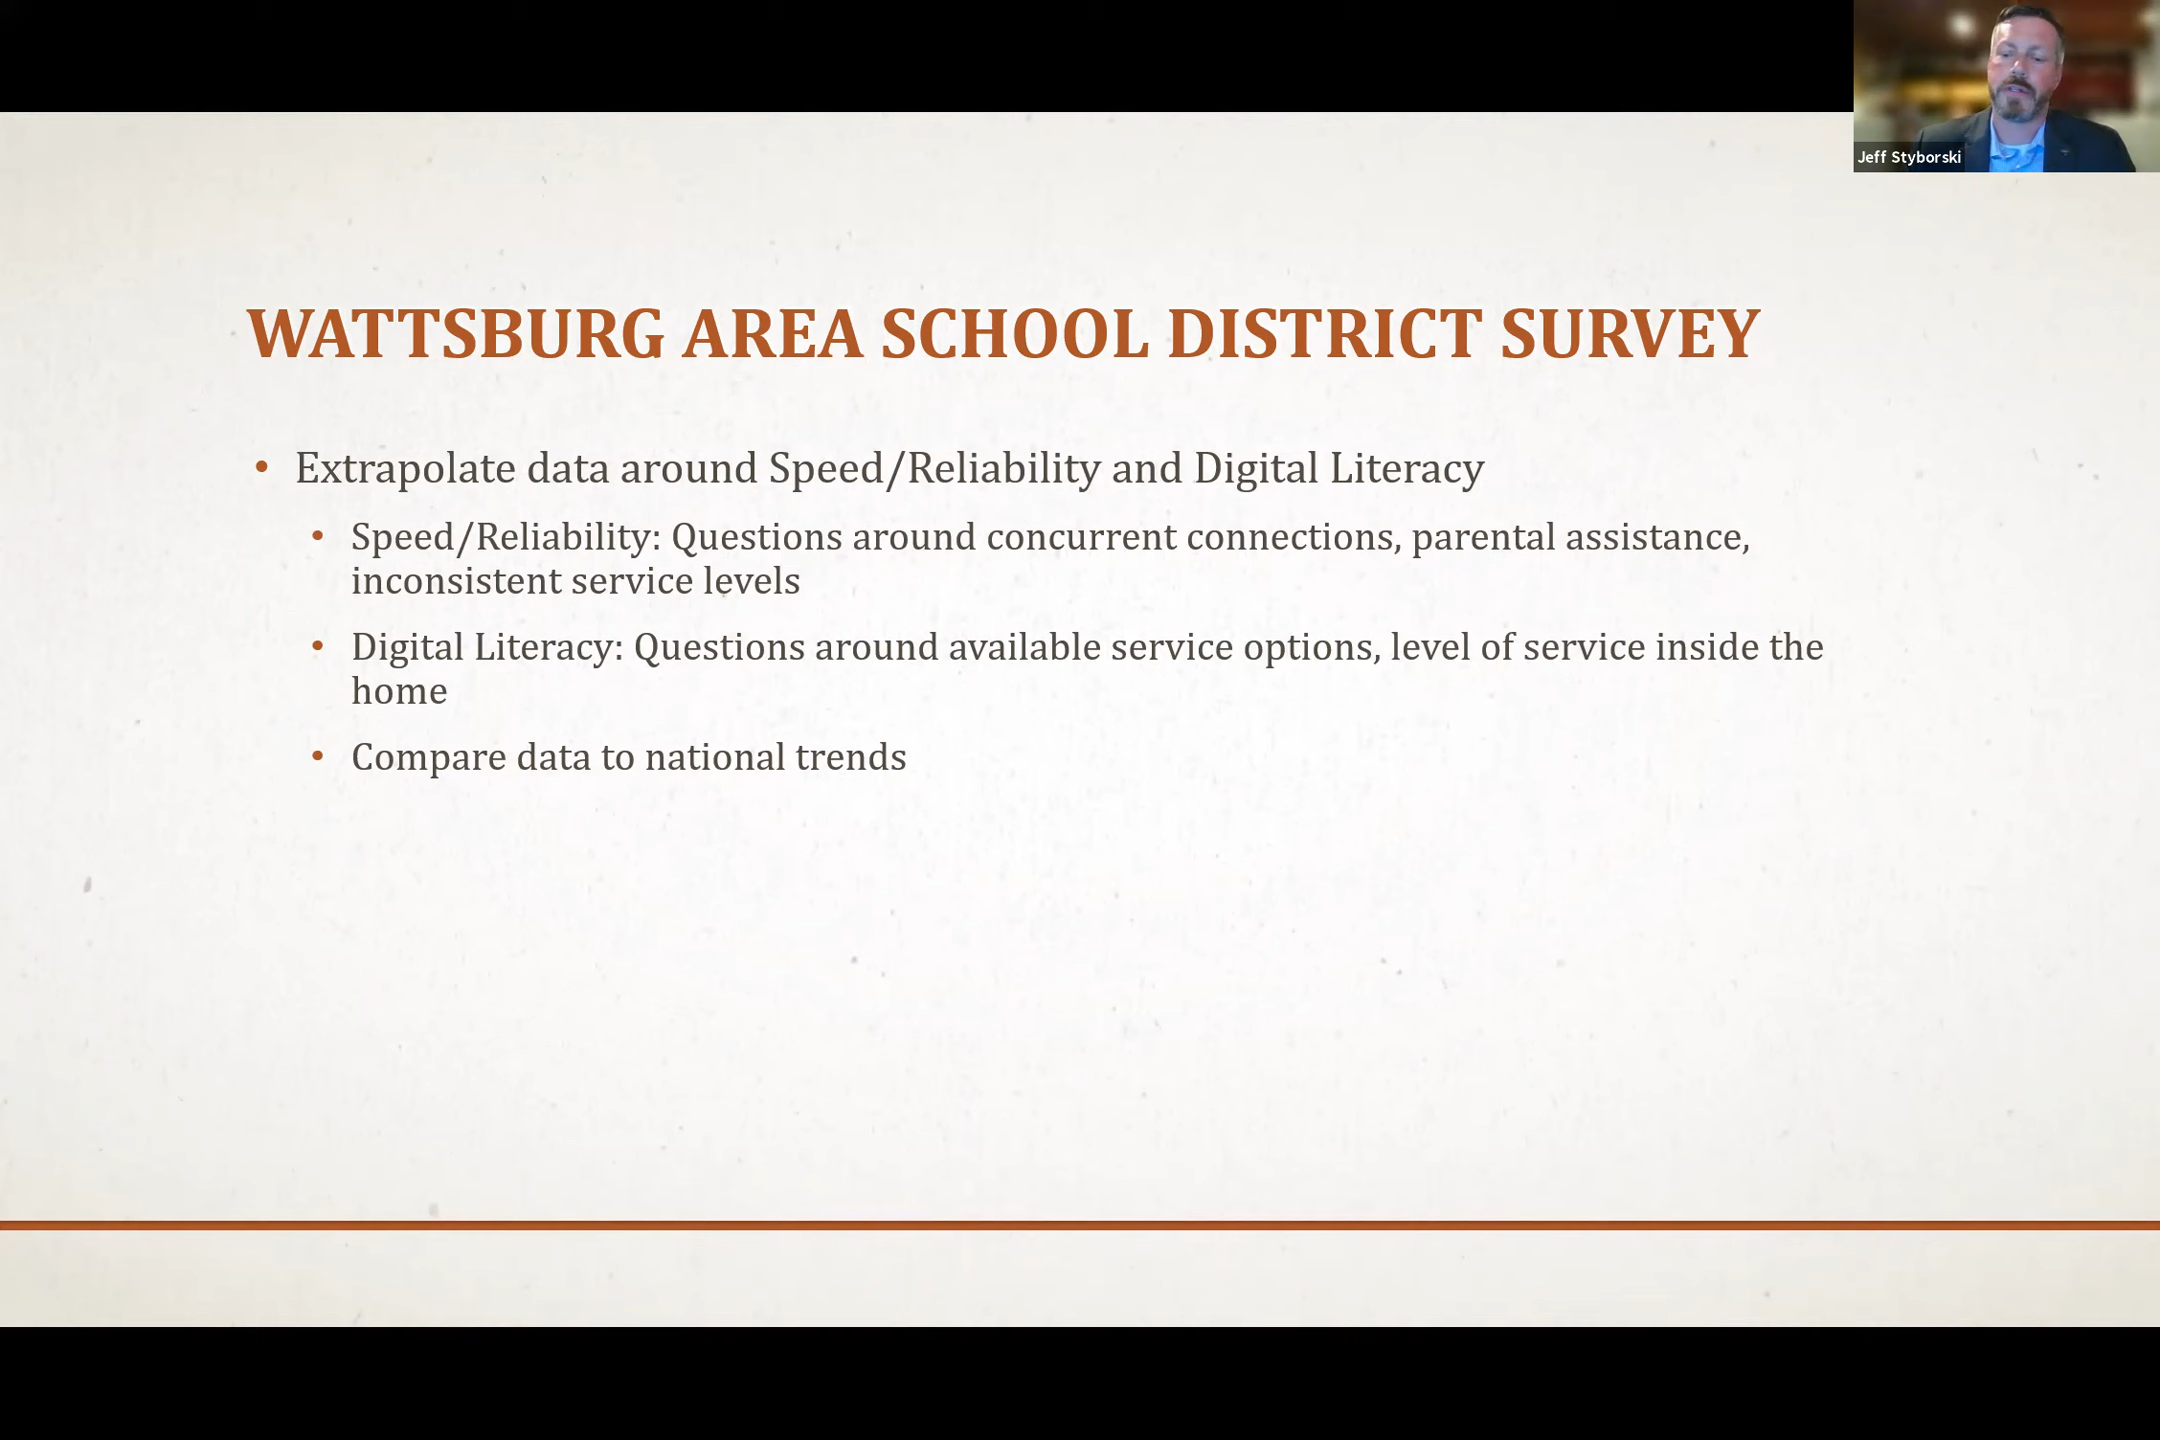 Jeff Styborski
WATTSBURG AREA SCHOOL DISTRICT SURVEY
• Extrapolate data around Speed/Reliability and Digital Literacy
• Speed/Reliability: Questions around concurrent connections, parental assistance,
inconsistent service levels
• Digital Literacy: Questions around available service options, level of service inside the
home
• Compare data to national trends